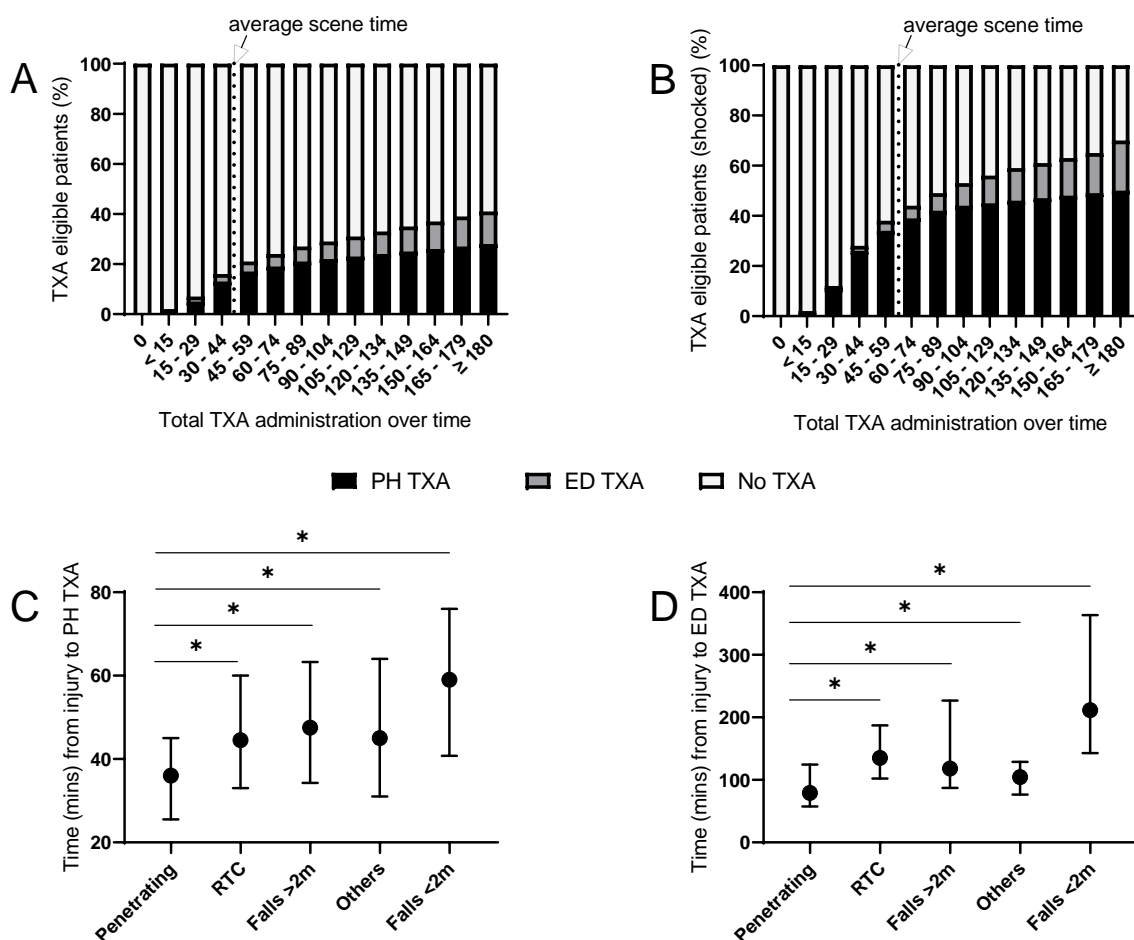 average scene time
average scene time
A
B
TXA eligible patients (%)
100
80
60
40
20
0
0
< 15
15 - 29
30 - 44
45 - 59
60 - 74
75 - 89
90 - 104
105 - 129
120 - 134
135 - 149
150 - 164
165 - 179
≥ 180
Total TXA administration over time
TXA eligible patients (shocked) (%)
100
80
60
40
20
0
0
< 15
15 - 29
30 - 44
45 - 59
60 - 74
75 - 89
90 - 104
105 - 129
120 - 134
135 - 149
150 - 164
165 - 179
≥ 180
Total TXA administration over time
PH TXA
ED TXA
No TXA
C
Time (mins) from injury to PH TXA
80
60
40
20
*
*
*
*
Penetrating
RTC
Falls >2m
Others
Falls <2m
D
Time (mins) from injury to ED TXA
400
300
200
100
0
*
*
*
*
Penetrating
RTC
Falls >2m
Others
Falls <2m